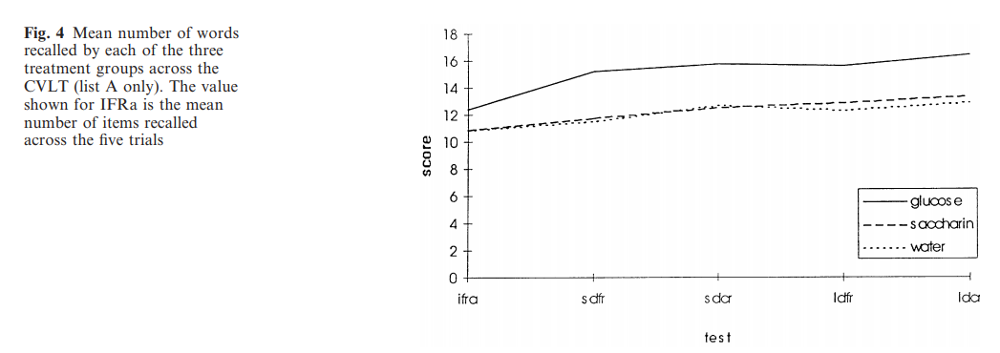 Fig. 4 Mean number of words
recalled by each of the three
treatment groups across the
CVLT (list A only). The value
shown for IFRa is the mean
number of items recalled
across the five trials
18
16
14
12
10
8
6
4
2
0
score
glucose
saccharin
water
ifra
sdfr
sdcr
ldfr
ldcr
test